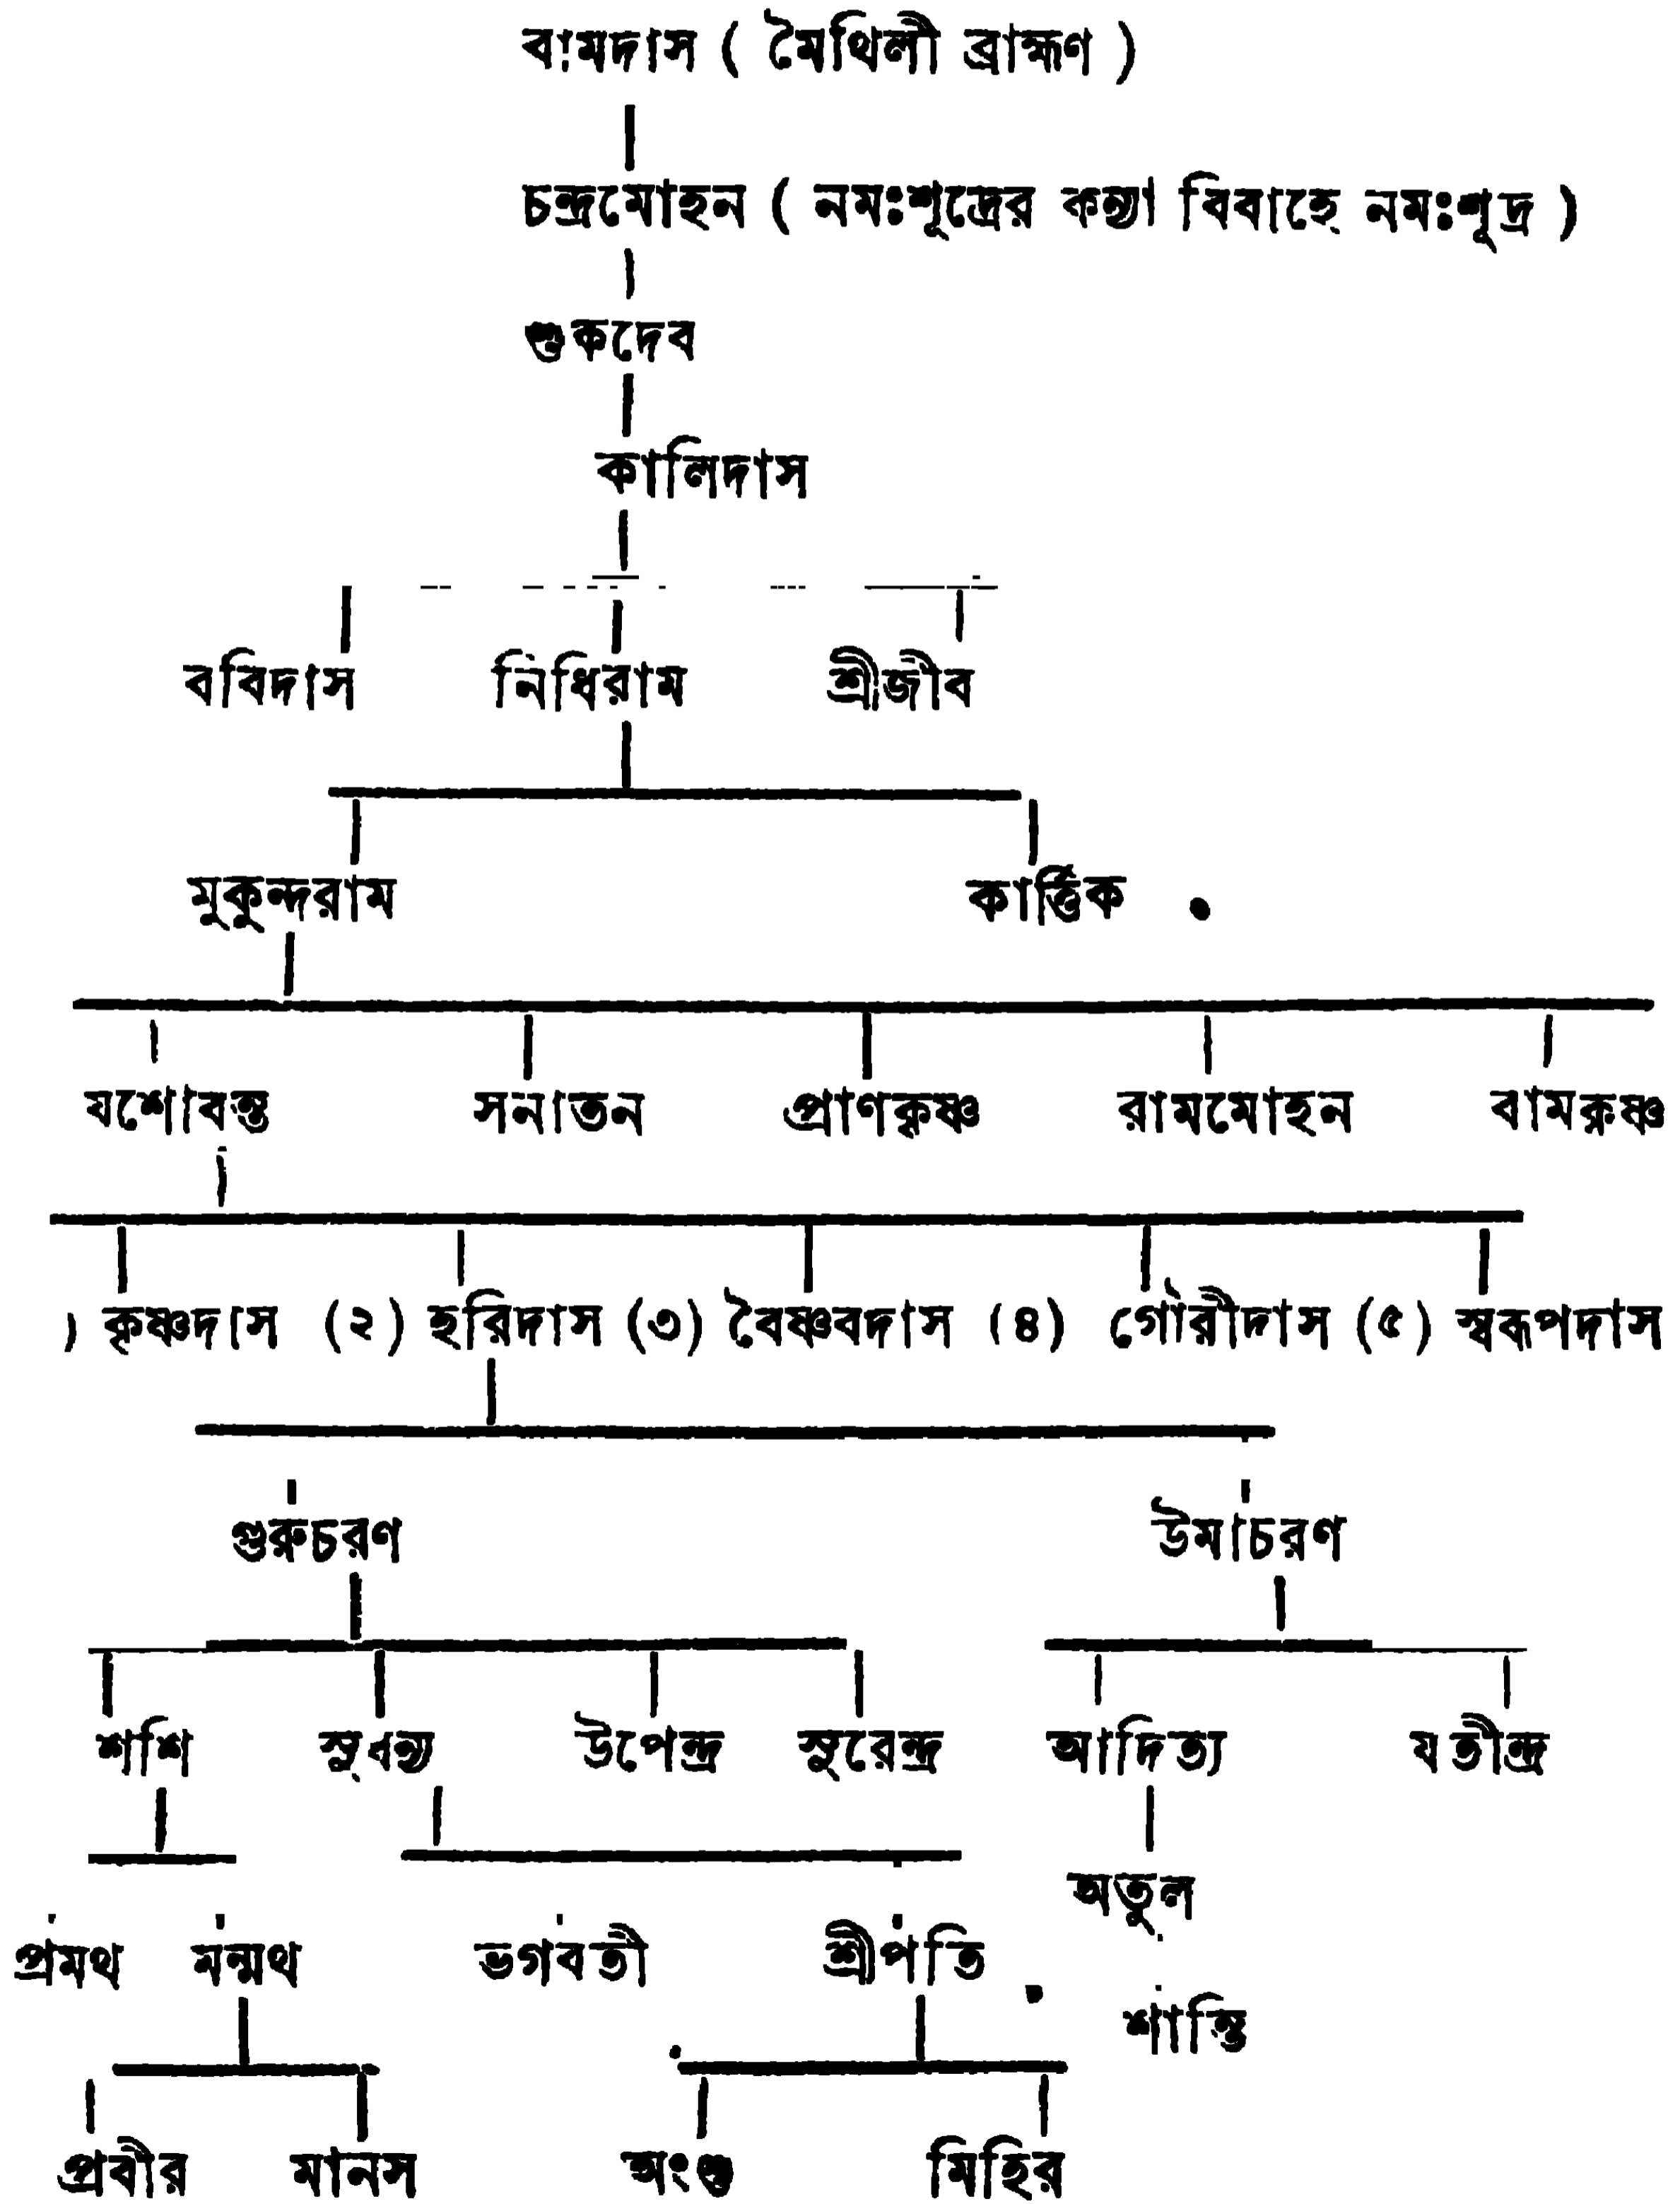 রামদাস ( মৈথিলী ব্রাহ্মণ )
চন্দ্রমোহন ( নমঃশূদ্রের কন্যা বিবাহে নমঃশূদ্র )
শুকদেব
কালিদাস
রবিদাস নিধিরাম শ্রীজীব
মুকুন্দরাম কার্ত্তিক
যশোবন্ত সনাতন প্রাণকৃষ্ণ রামমোহন রামকৃষ্ণ
) কৃষ্ণদাস (২) হরিদাস (৩) বৈষ্ণবদাস (৪) গৌরীদাস (৫) স্বরূপদাস
গুরুচরণ উমাচরণ
শশি সুধন্য উপেন্দ্র সুরেন্দ্র আদিত্য যতীন্দ্র
অতুল
প্রমথ মন্মথ ভগবতী শ্রীপতি
শান্তি
প্রবীর মানস অংশু মিহির